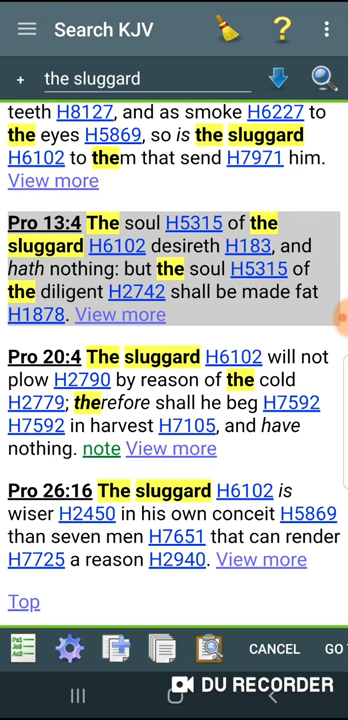 Search KJV
?
+ the sluggard
teeth H8127, and as smoke H6227 to
the eyes H5869, so is the sluggard
H6102 to them that send H7971 him.
View more
Pro 13:4 The soul H5315 of the
sluggard H6102 desireth H183, and
hath nothing: but the soul H5315 of
the diligent H2742 shall be made fat
H1878. View more
Pro 20:4 The sluggard H6102 will not
plow H2790 by reason of the cold
H2779; therefore shall he beg H7592
H7592 in harvest H7105, and have
nothing. note View more
Pro 26:16 The sluggard H6102 is
wiser H2450 in his own conceit H5869
than seven men H7651 that can render
H7725 a reason H2940. View more
Top
CANCEL GO
DU RECORDER